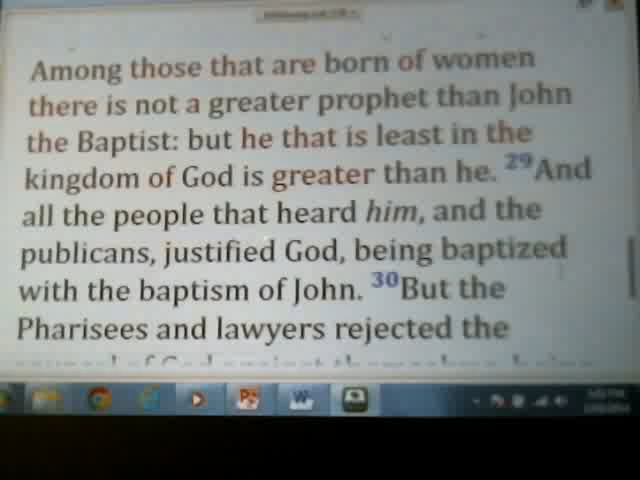 Among those that are born of women
there is not a greater prophet than John
the Baptist: but he that is least in the
kingdom of God is greater than he. 29And
all the people that heard him, and the
publicans, justified God, being baptized
with the baptism of John. 30But the
Pharisees and lawyers rejected the